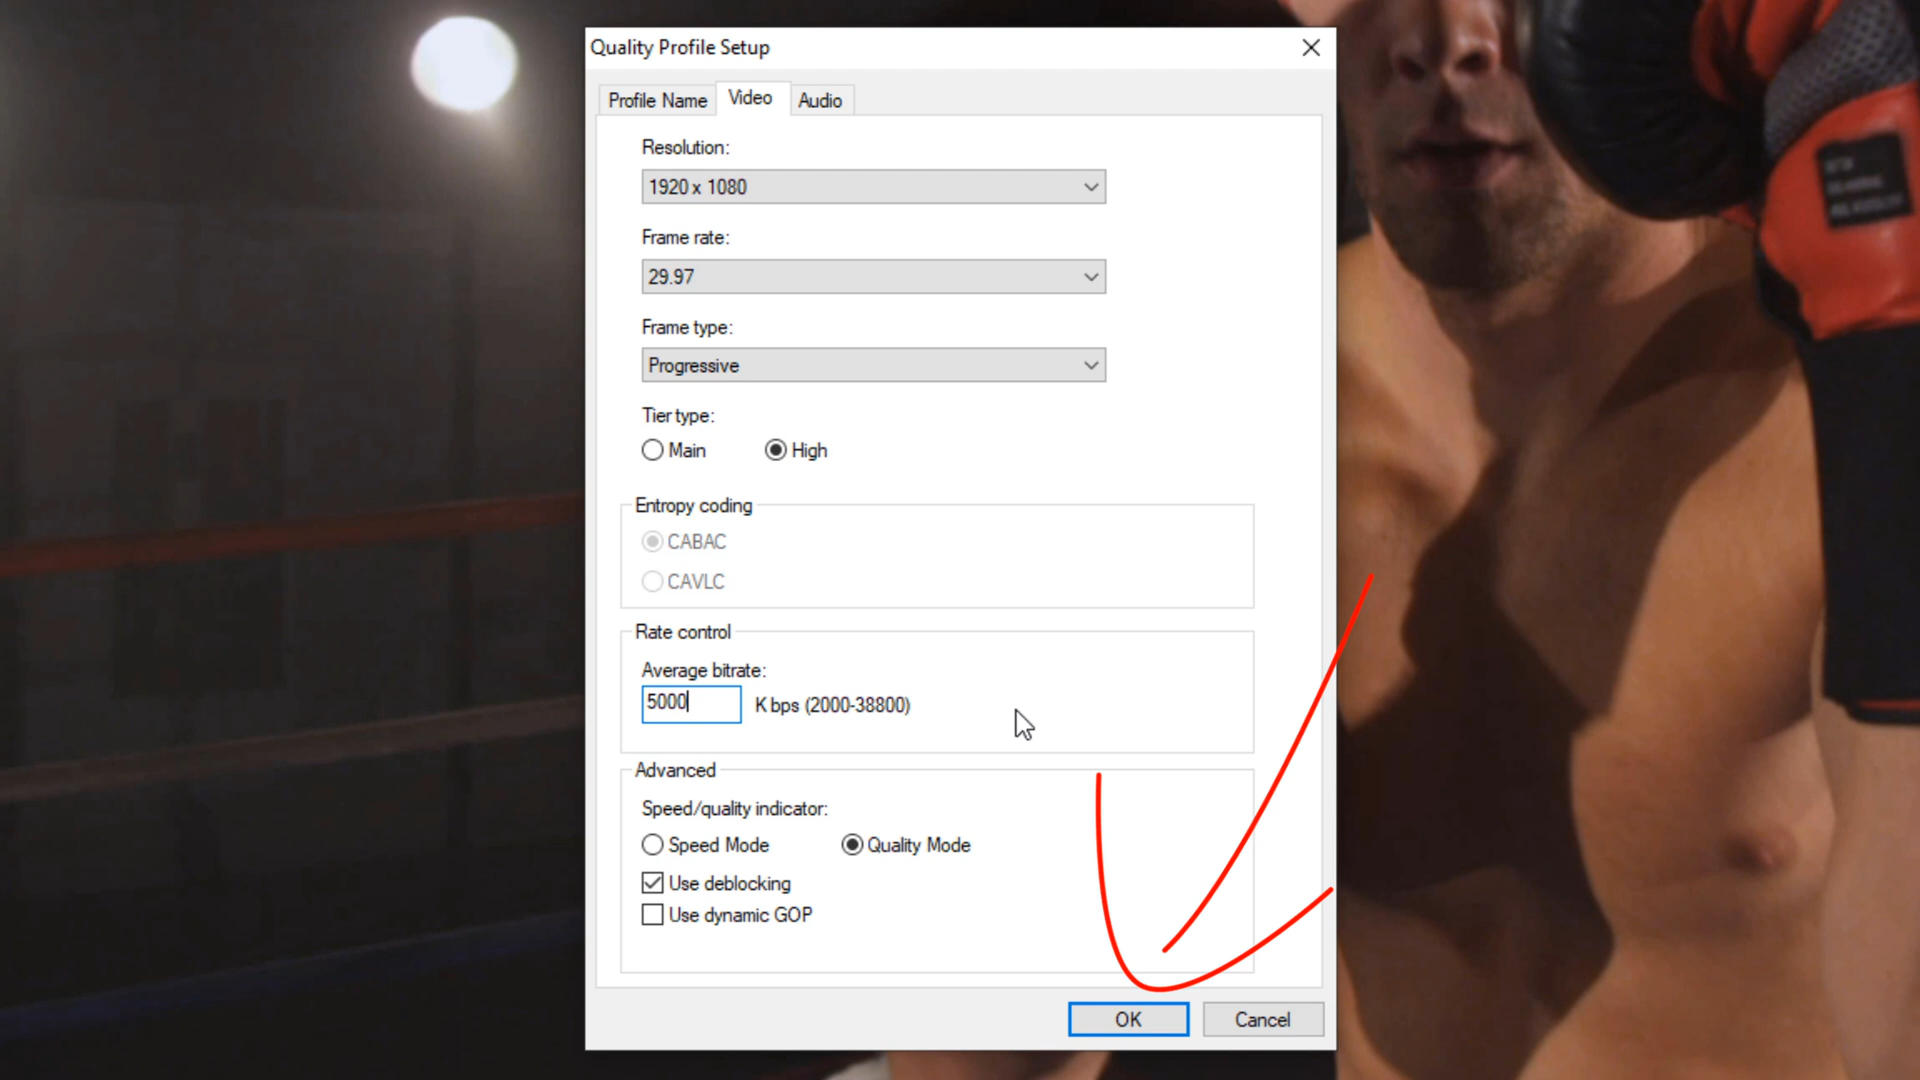 Quality Profile Setup
Profile Name Video Audio
Resolution:
1920 x 1080
Frame rate:
29.97
Frame type:
Progressive
Tier type:
Main High
Entropy coding
CABAC
CAVLC
Rate control
Average bitrate:
5000 Kbps (2000-38800)
Advanced
Speed/quality indicator:
Speed Mode Quality Mode
Use deblocking
Use dynamic GOP
OK Cancel